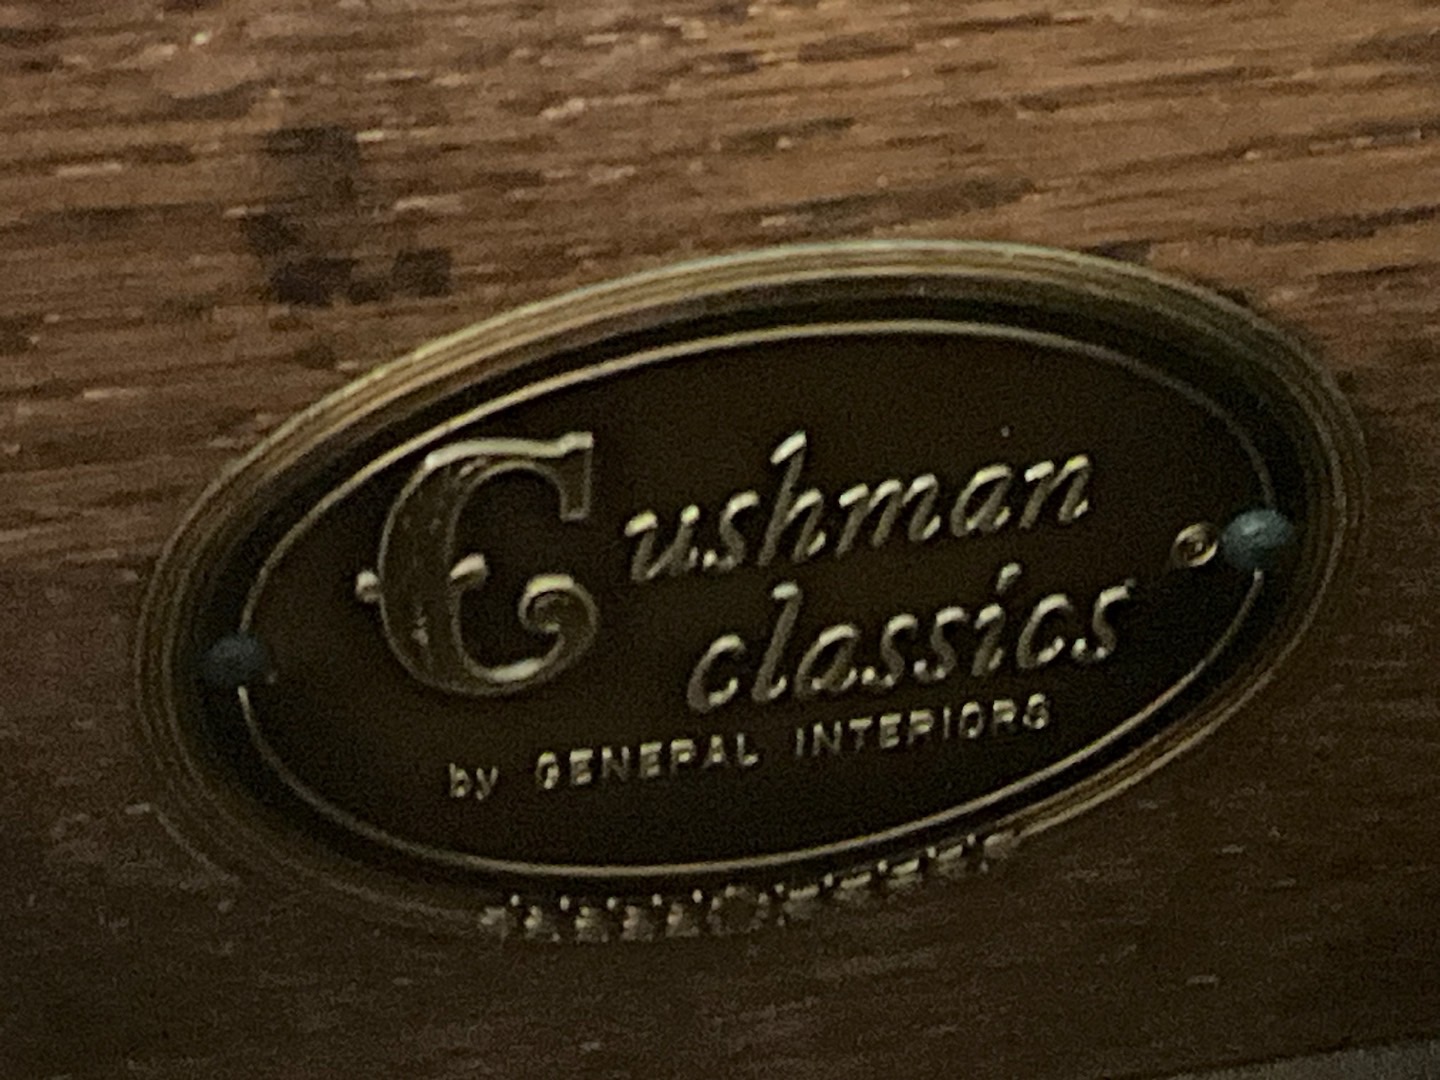 Cushman
classics
by GENERAL INTERIORS